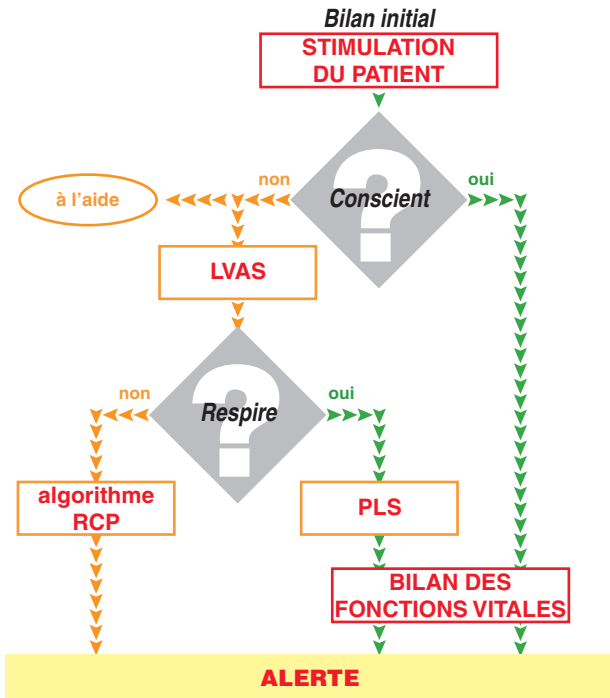 Bilan initial
STIMULATION
DU PATIENT
non
oui
à l'aide
?
Conscient
LVAS
non
oui
?
Respire
algorithme
RCP
PLS
BILAN DES
FONCTIONS VITALES
ALERTE